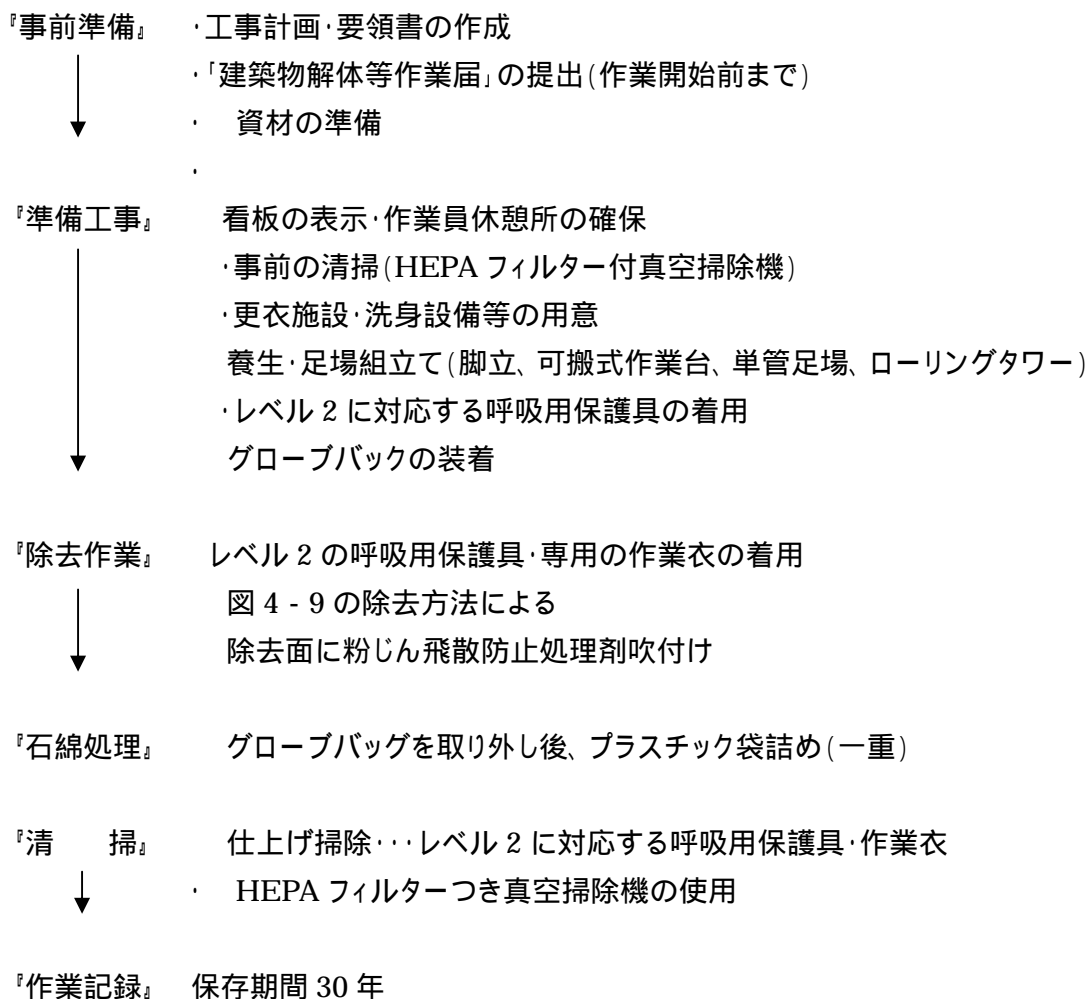 『事前準備』 ・工事計画・要領書の作成
・「建築物解体等作業届」の提出(作業開始前まで)
・ 資材の準備
・
『準備工事』 看板の表示・作業員休憩所の確保
・事前の清掃(HEPA フィルター付真空掃除機)
・更衣施設・洗身設備等の用意
養生・足場組立て(脚立、可搬式作業台、単管足場、ローリングタワー)
・レベル 2 に対応する呼吸用保護具の着用
グローブバックの装着
『除去作業』 レベル 2 の呼吸用保護具・専用の作業衣の着用
図 4 - 9 の除去方法による
除去面に粉じん飛散防止処理剤吹付け
『石綿処理』 グローブバッグを取り外し後、プラスチック袋詰め(一重)
『清 掃』 仕上げ掃除・・・レベル 2 に対応する呼吸用保護具・作業衣
・ HEPA フィルターつき真空掃除機の使用
『作業記録』 保存期間 30 年